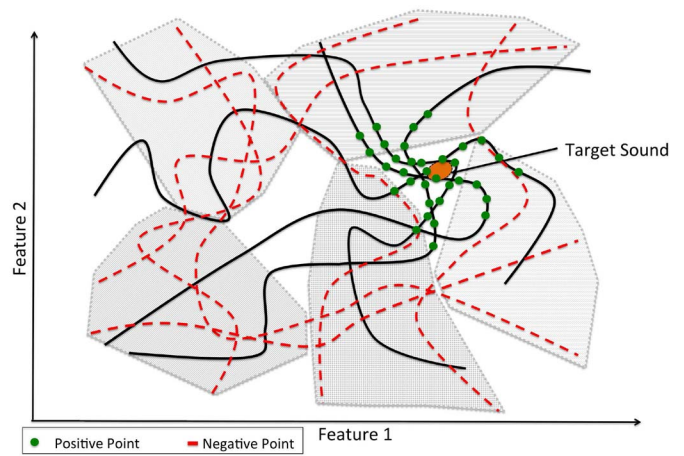 Target Sound
Feature 2
Feature 1
Positive Point
Negative Point